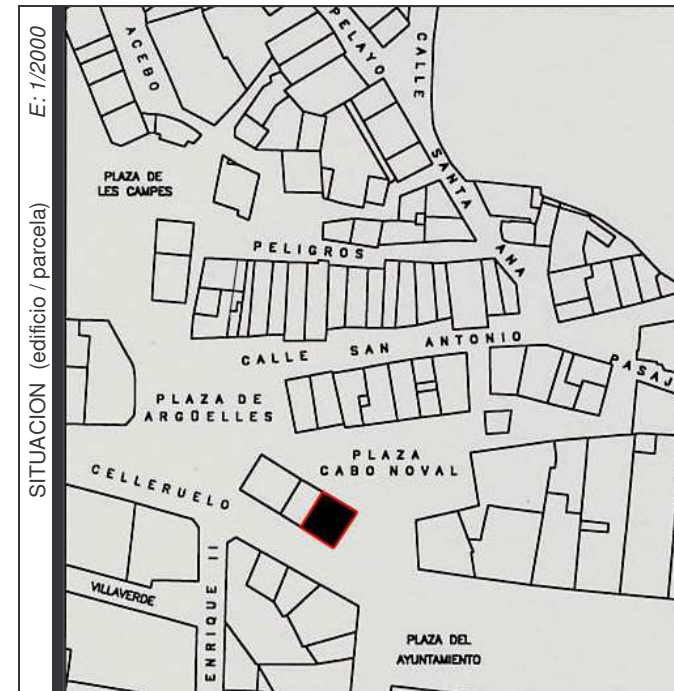 SITUACION (edificio / parcela) E: 1/2000
ACEBO
PELAYO
CALLE
SANTA ANA
PLAZA DE
LES CAMPES
PELIGROS
CALLE SAN ANTONIO
PASAJ
PLAZA DE
ARGÜELLES
PLAZA
CABO NOVAL
CELLERUELO
VILLAVERDE
ENRIQUE II
PLAZA DEL
AYUNTAMIENTO